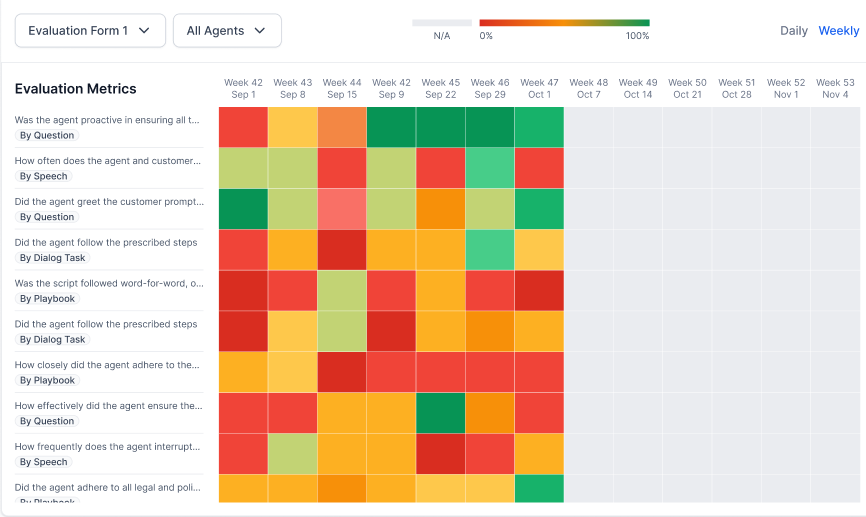 Evaluation Form 1
All Agents
N/A
0%
100%
Daily
Weekly
Evaluation Metrics
Week 42 Week 43 Week 44 Week 42 Week 45 Week 46 Week 47 Week 48 Week 49 Week 50 Week 51 Week 52 Week 53
Sep 1 Sep 8 Sep 15 Sep 9 Sep 22 Sep 29 Oct 1 Oct 7 Oct 14 Oct 21 Oct 28 Nov 1 Nov 4
Was the agent proactive in ensuring all t...
By Question
How often does the agent and customer...
By Speech
Did the agent greet the customer prompt...
By Question
Did the agent follow the prescribed steps
By Dialog Task
Was the script followed word-for-word, o...
By Playbook
Did the agent follow the prescribed steps
By Dialog Task
How closely did the agent adhere to the...
By Playbook
How effectively did the agent ensure the...
By Question
How frequently does the agent interrupt...
By Speech
Did the agent adhere to all legal and poli...
By Playbook